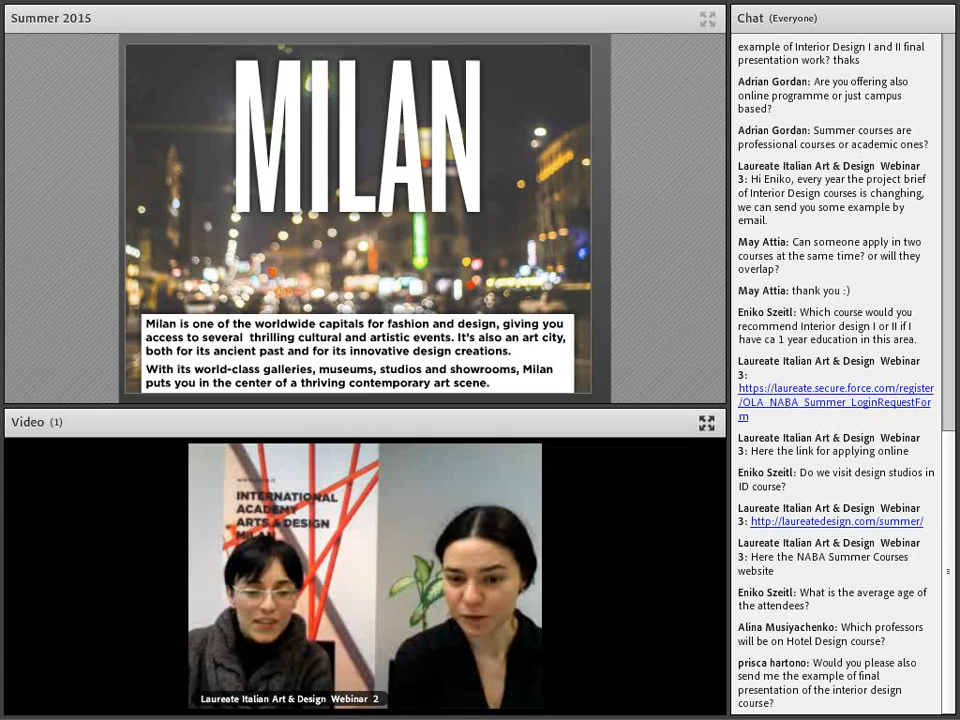 Summer 2015
MILAN
Milan is one of the worldwide capitals for fashion and design, giving you
access to several thrilling cultural and artistic events. It's also an art city,
both for its ancient past and for its innovative design creations.
With its world-class galleries, museums, studios and showrooms, Milan
puts you in the center of a thriving contemporary art scene.
Video (1)
INTERNATIONAL
ACADEMY
ARTS & DESIGN
MILAN
Laureate Italian Art & Design Webinar 2
Chat (Everyone)
example of Interior Design I and II final
presentation work? thaks
Adrian Gordan: Are you offering also
online programme or just campus
based?
Adrian Gordan: Summer courses are
professional courses or academic ones?
Laureate Italian Art & Design Webinar
3: Hi Eniko, every year the project brief
of Interior Design courses is changhing,
we can send you some example by
email.
May Attia: Can someone apply in two
courses at the same time? or will they
overlap?
May Attia: thank you :)
Eniko Szeitl: Which course would you
recommend Interior design I or II if I
have ca 1 year education in this area.
Laureate Italian Art & Design Webinar
3:
https://laureate.secure.force.com/register
/OLA_NABA_Summer_LoginRequestFor
m
Laureate Italian Art & Design Webinar
3: Here the link for applying online
Eniko Szeitl: Do we visit design studios in
ID course?
Laureate Italian Art & Design Webinar
3: http://laureatedesign.com/summer/
Laureate Italian Art & Design Webinar
3: Here the NABA Summer Courses
website
Eniko Szeitl: What is the average age of
the attendees?
Alina Musiyachenko: Which professors
will be on Hotel Design course?
prisca hartono: Would you please also
send me the example of final
presentation of the interior design
course?